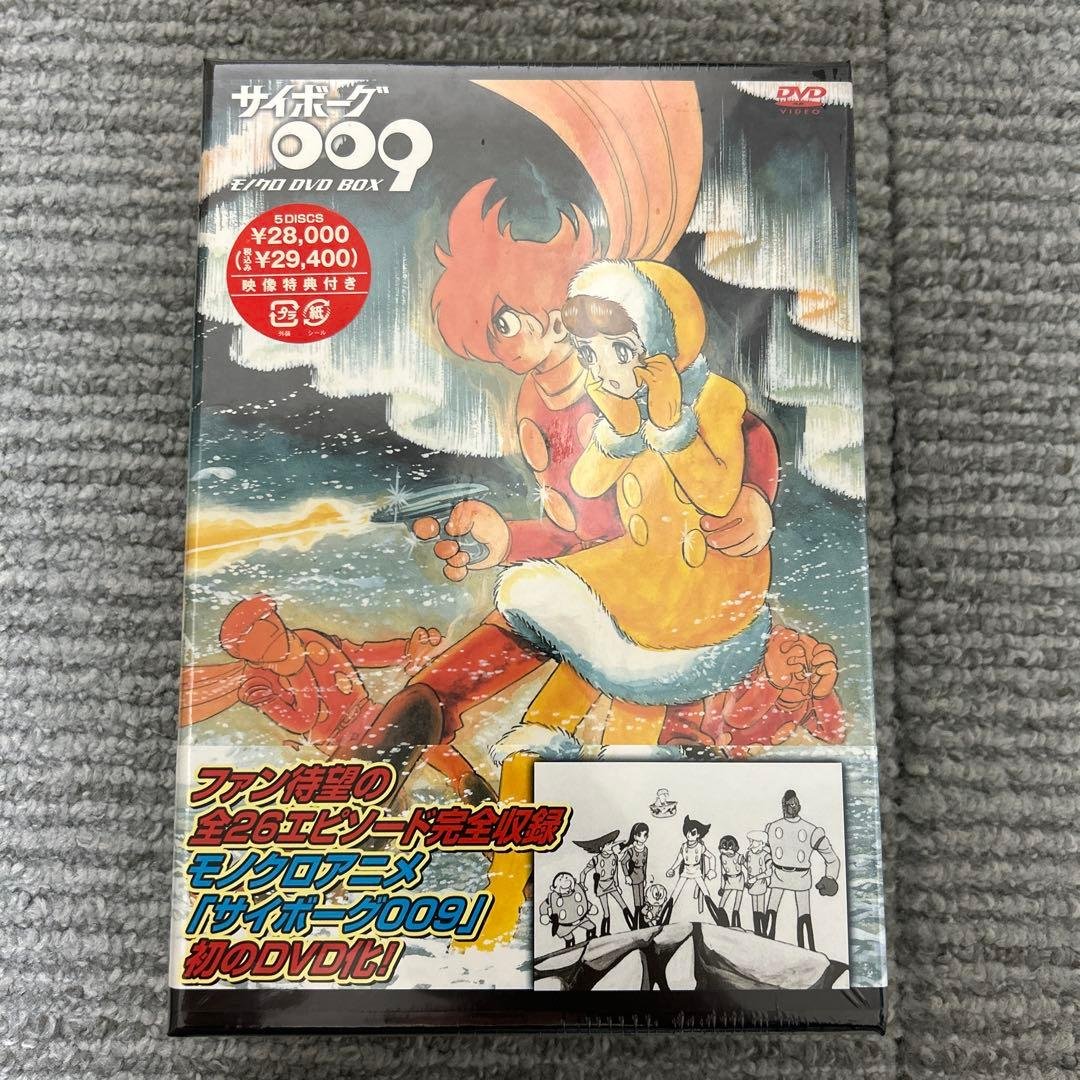 サイボーグ
009
モノクロ DVD BOX
DVD
VIDEO
5DISCS
¥28,000
(税込み ¥29,400)
映像特典付き
プラ 紙
外装 シール
ファン待望の
全26エピソード完全収録
モノクロアニメ
「サイボーグ009」
初のDVD化!